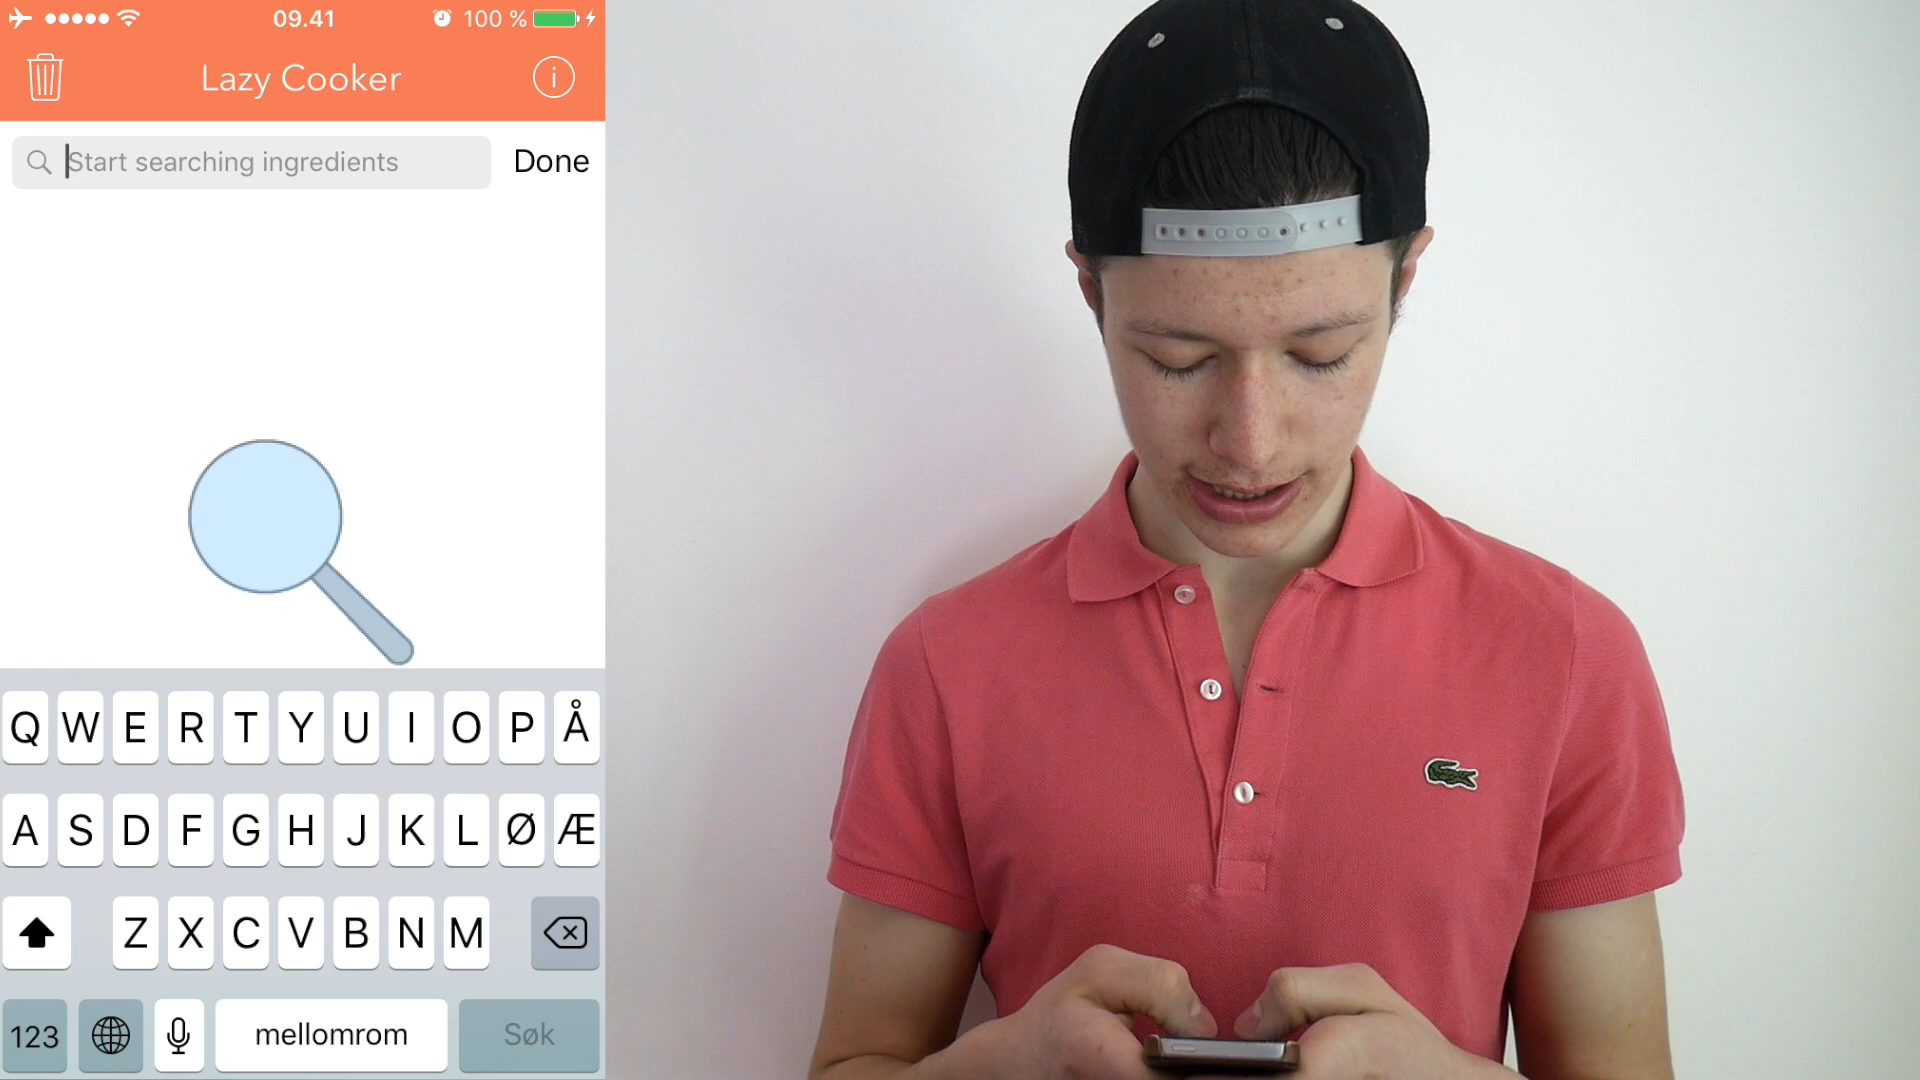 09.41
100 %
Lazy Cooker
Start searching ingredients
Done
Q W E R T Y U I O P Å
A S D F G H J K L Ø Æ
Z X C V B N M
123
mellomrom
Søk